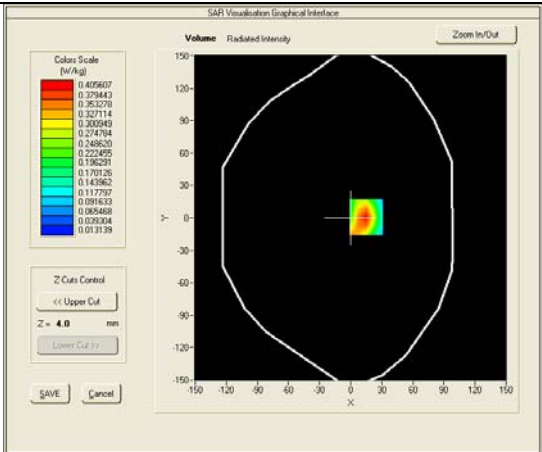 SAR Visualisation Graphical Interface
Volume Radiated Intensity
Zoom In/Out
Colors Scale
(W/kg)
0.405607
0.379443
0.353278
0.327114
0.300949
0.274784
0.248620
0.222455
0.196291
0.170126
0.143962
0.117797
0.091633
0.065468
0.039304
0.013139
Z Cuts Control
<< Upper Cut
Z = 4.0 mm
Lower Cut >>
SAVE Cancel
150
120
90
60
30
Y 0
-30
-60
-90
-120
-150
-150 -120 -90 -60 -30 0 30 60 90 120 150
X